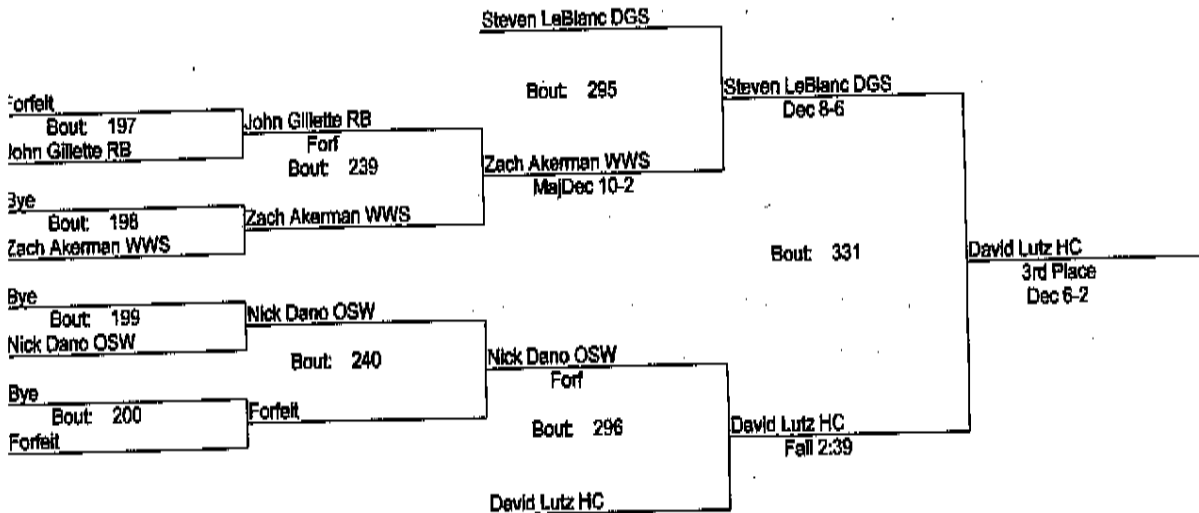 Steven LeBlanc DGS
Bout: 295
Steven LeBlanc DGS
Dec 8-6
Forfeit
Bout: 197
John Gillette RB
John Gillette RB
Forf
Bout: 239
Zach Akerman WWS
MajDec 10-2
Bye
Bout: 198
Zach Akerman WWS
Zach Akerman WWS
Bout: 331
David Lutz HC
3rd Place
Dec 6-2
Bye
Bout: 199
Nick Dano OSW
Nick Dano OSW
Bout: 240
Nick Dano OSW
Forf
Bye
Bout: 200
Forfeit
Forfeit
Bout: 296
David Lutz HC
Fall 2:39
David Lutz HC